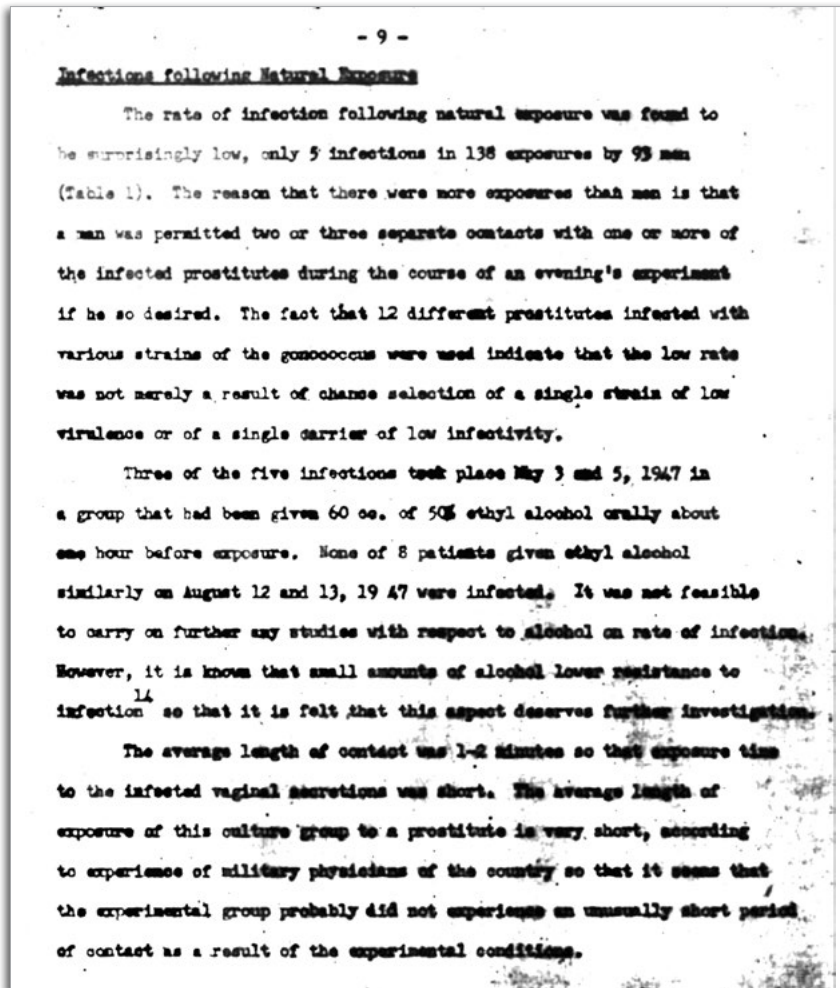 - 9 -
Infections following Natural Exposure
The rate of infection following natural exposure was found to
be surprisingly low, only 5 infections in 138 exposures by 93 men
(Table 1). The reason that there were more exposures than men is that
a man was permitted two or three separate contacts with one or more of
the infected prostitutes during the course of an evening's experiment
if he so desired. The fact that 12 different prostitutes infected with
various strains of the gonococcus were used indicate that the low rate
was not merely a result of chance selection of a single strain of low
virulence or of a single carrier of low infectivity.
Three of the five infections took place May 3 and 5, 1947 in
a group that had been given 60 cc. of 50% ethyl alcohol orally about
one hour before exposure. None of 8 patients given ethyl alcohol
similarly on August 12 and 13, 19 47 were infected. It was not feasible
to carry on further any studies with respect to alcohol on rate of infection.
However, it is known that small amounts of alcohol lower resistance to
infection 14 so that it is felt that this aspect deserves further investigation.
The average length of contact was 1-2 minutes so that exposure time
to the infected vaginal secretions was short. The average length of
exposure of this culture group to a prostitute is very short, according
to experience of military physicians of the country so that it seems that
the experimental group probably did not experience an unusually short period
of contact as a result of the experimental conditions.